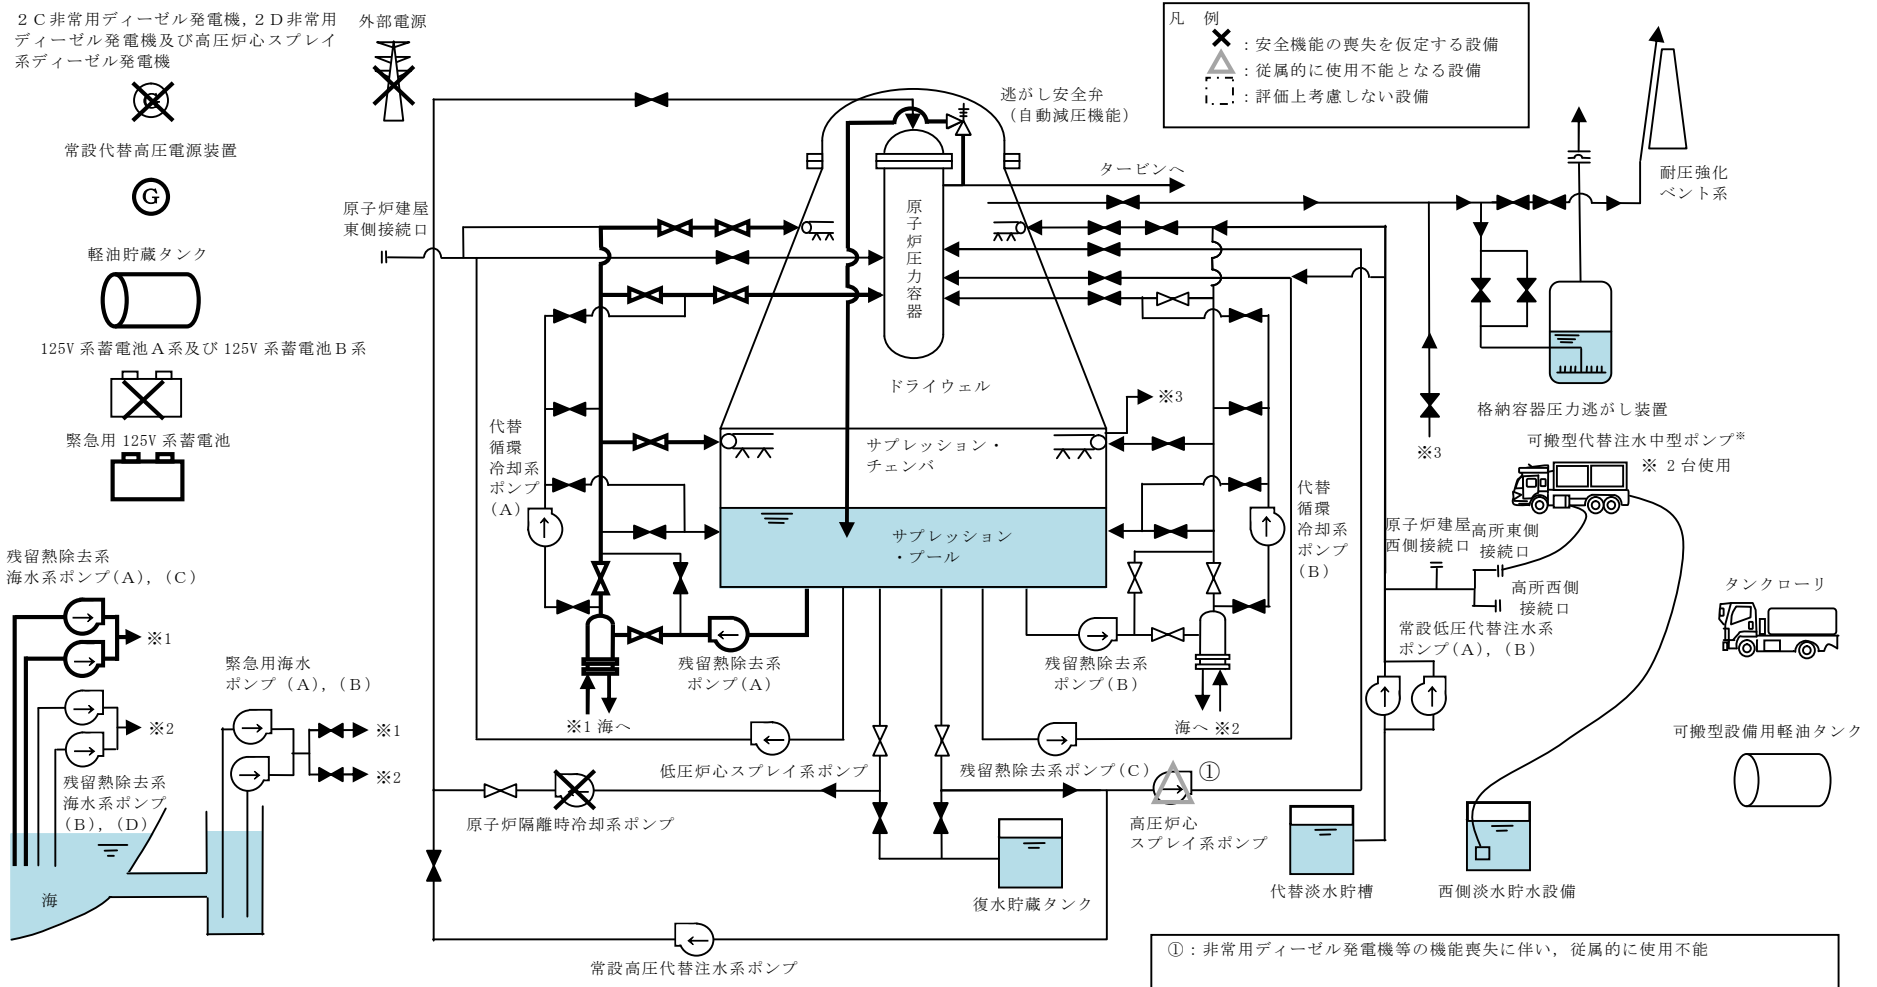 ２Ｃ非常用ディーゼル発電機，２Ｄ非常用
ディーゼル発電機及び高圧炉心スプレイ
系ディーゼル発電機
外部電源
凡　例
：安全機能の喪失を仮定する設備
：従属的に使用不能となる設備
：評価上考慮しない設備
常設代替高圧電源装置
G
軽油貯蔵タンク
125V 系蓄電池Ａ系及び 125V 系蓄電池Ｂ系
緊急用 125V 系蓄電池
原子炉建屋
東側接続口
逃がし安全弁
（自動減圧機能）
タービンへ
耐圧強化
ベント系
原子炉圧力容器
ドライウェル
サプレッション・
チェンバ
サプレッション
・プール
代替
循環
冷却系
ポンプ
(A)
代替
循環
冷却系
ポンプ
(B)
※3
※3
格納容器圧力逃がし装置
可搬型代替注水中型ポンプ※
※ ２台使用
原子炉建屋
西側接続口
高所東側
接続口
高所西側
接続口
タンクローリ
常設低圧代替注水系
ポンプ(A)，(B)
可搬型設備用軽油タンク
残留熱除去系
海水系ポンプ(A)，(C)
※1
※2
残留熱除去系
海水系ポンプ
(B)，(D)
緊急用海水
ポンプ (A)，(B)
※1
※2
海
残留熱除去系
ポンプ(A)
※1 海へ
残留熱除去系
ポンプ(B)
海へ ※2
低圧炉心スプレイ系ポンプ
残留熱除去系ポンプ(C)
①
原子炉隔離時冷却系ポンプ
高圧炉心
スプレイ系ポンプ
復水貯蔵タンク
代替淡水貯槽
西側淡水貯水設備
常設高圧代替注水系ポンプ
①：非常用ディーゼル発電機等の機能喪失に伴い，従属的に使用不能